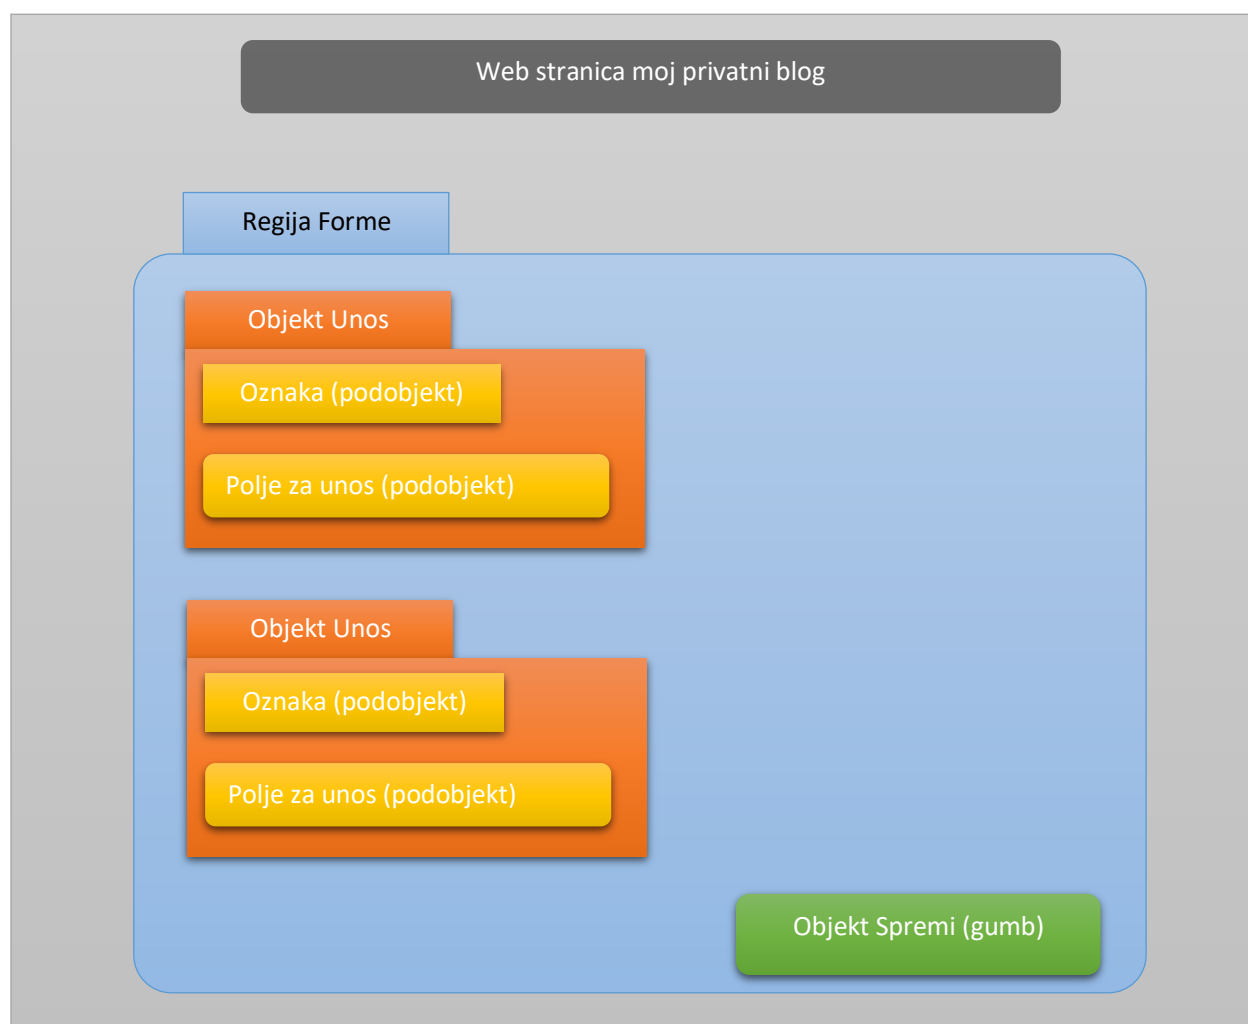 Web stranica moj privatni blog
Regija Forme
Objekt Unos
Oznaka (podobjekt)
Polje za unos (podobjekt)
Objekt Unos
Oznaka (podobjekt)
Polje za unos (podobjekt)
Objekt Spremi (gumb)